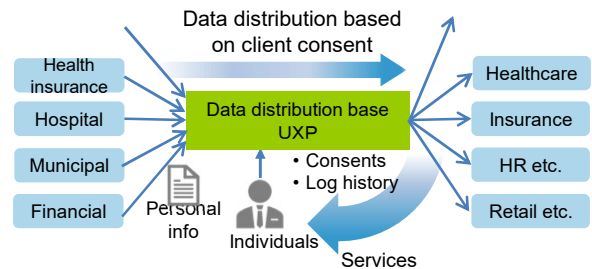 Data distribution based
on client consent
Health
insurance
Hospital
Municipal
Financial
Data distribution base
UXP
• Consents
• Log history
Personal
info
Individuals
Services
Healthcare
Insurance
HR etc.
Retail etc.